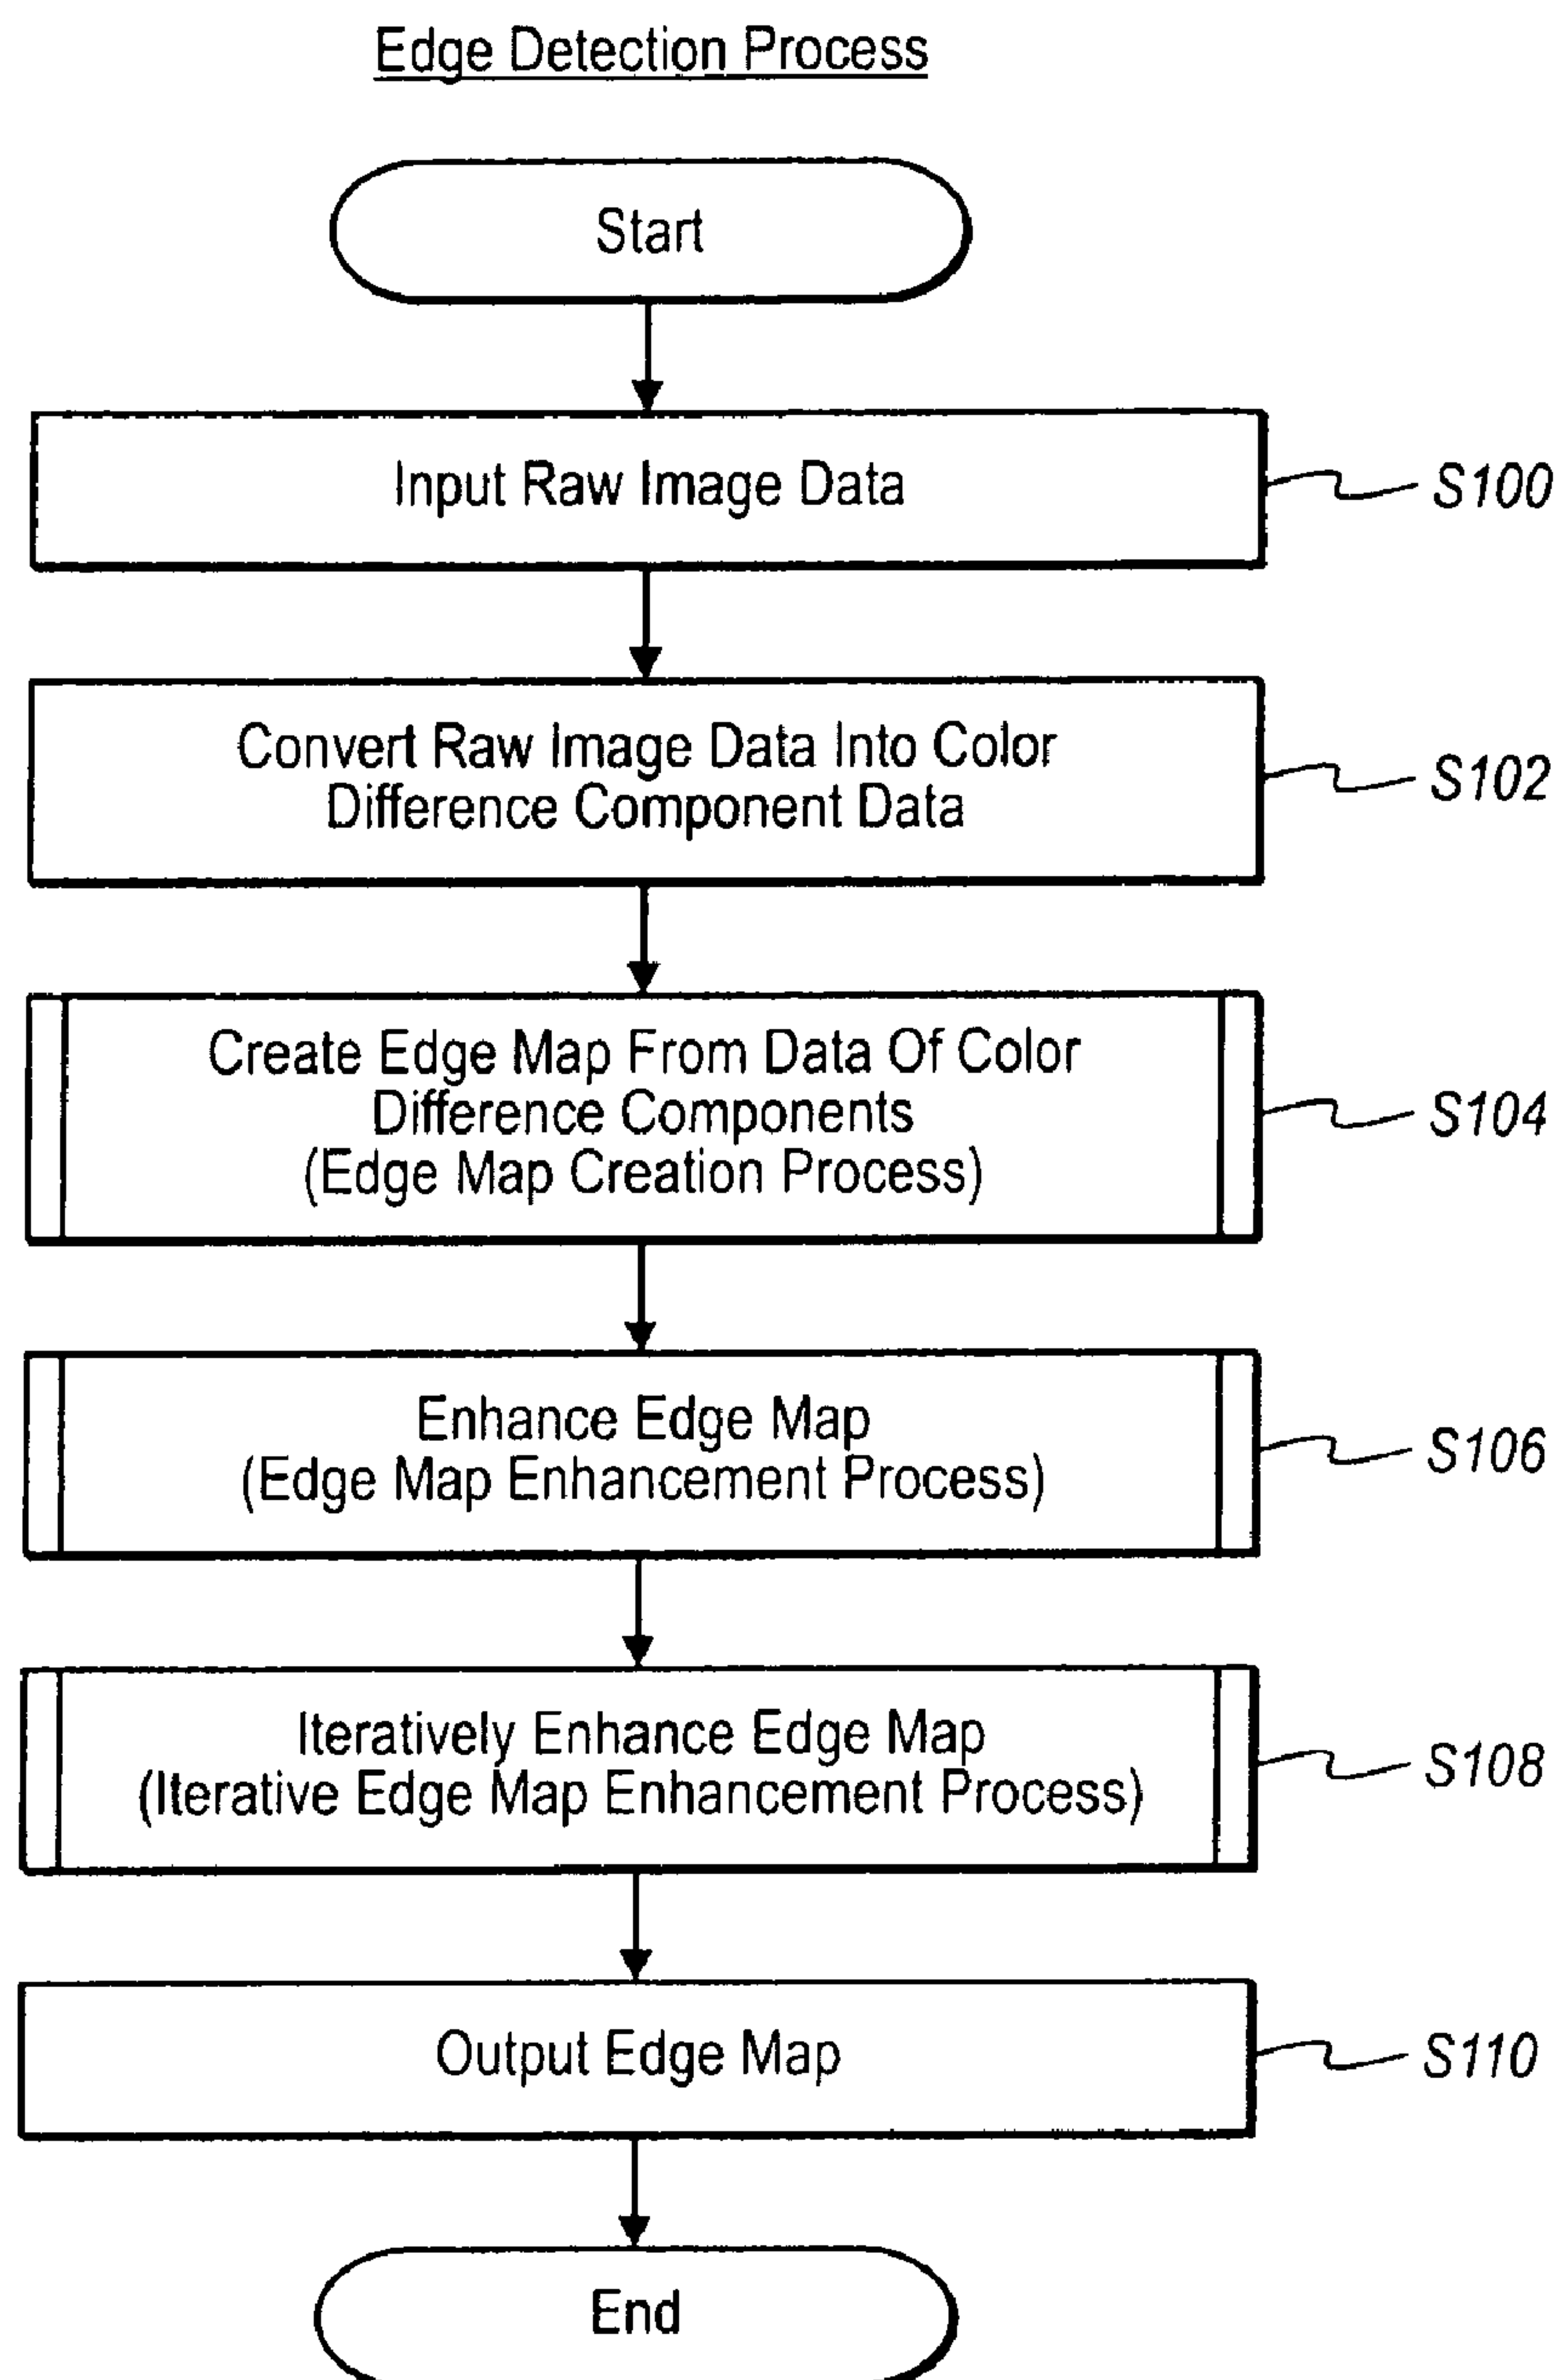 Edge Detection Process
Start
Input Raw Image Data
S100
Convert Raw Image Data Into Color
Difference Component Data
S102
Create Edge Map From Data Of Color
Difference Components
(Edge Map Creation Process)
S104
Enhance Edge Map
(Edge Map Enhancement Process)
S106
Iteratively Enhance Edge Map
(Iterative Edge Map Enhancement Process)
S108
Output Edge Map
S110
End